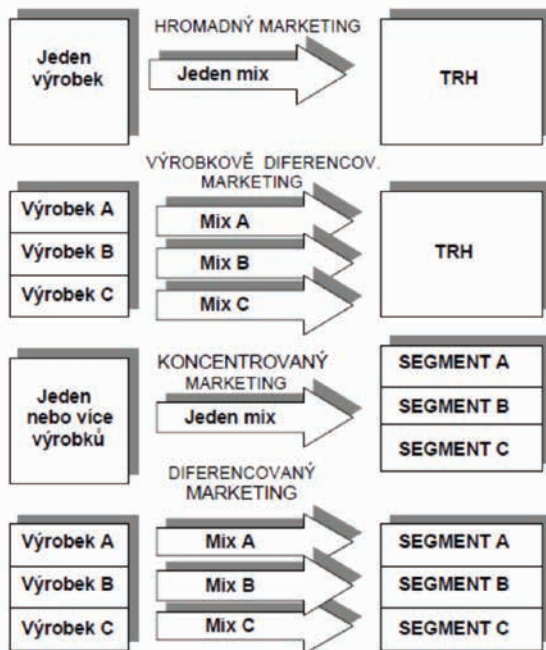 HROMADNÝ MARKETING
Jeden
výrobek
Jeden mix
TRH
VÝROBKOVĚ DIFERENCOV.
MARKETING
Výrobek A
Výrobek B
Výrobek C
Mix A
Mix B
Mix C
TRH
KONCENTROVANÝ
MARKETING
Jeden
nebo více
výrobků
Jeden mix
SEGMENT A
SEGMENT B
SEGMENT C
DIFERENCOVANÝ
MARKETING
Výrobek A
Výrobek B
Výrobek C
Mix A
Mix B
Mix C
SEGMENT A
SEGMENT B
SEGMENT C